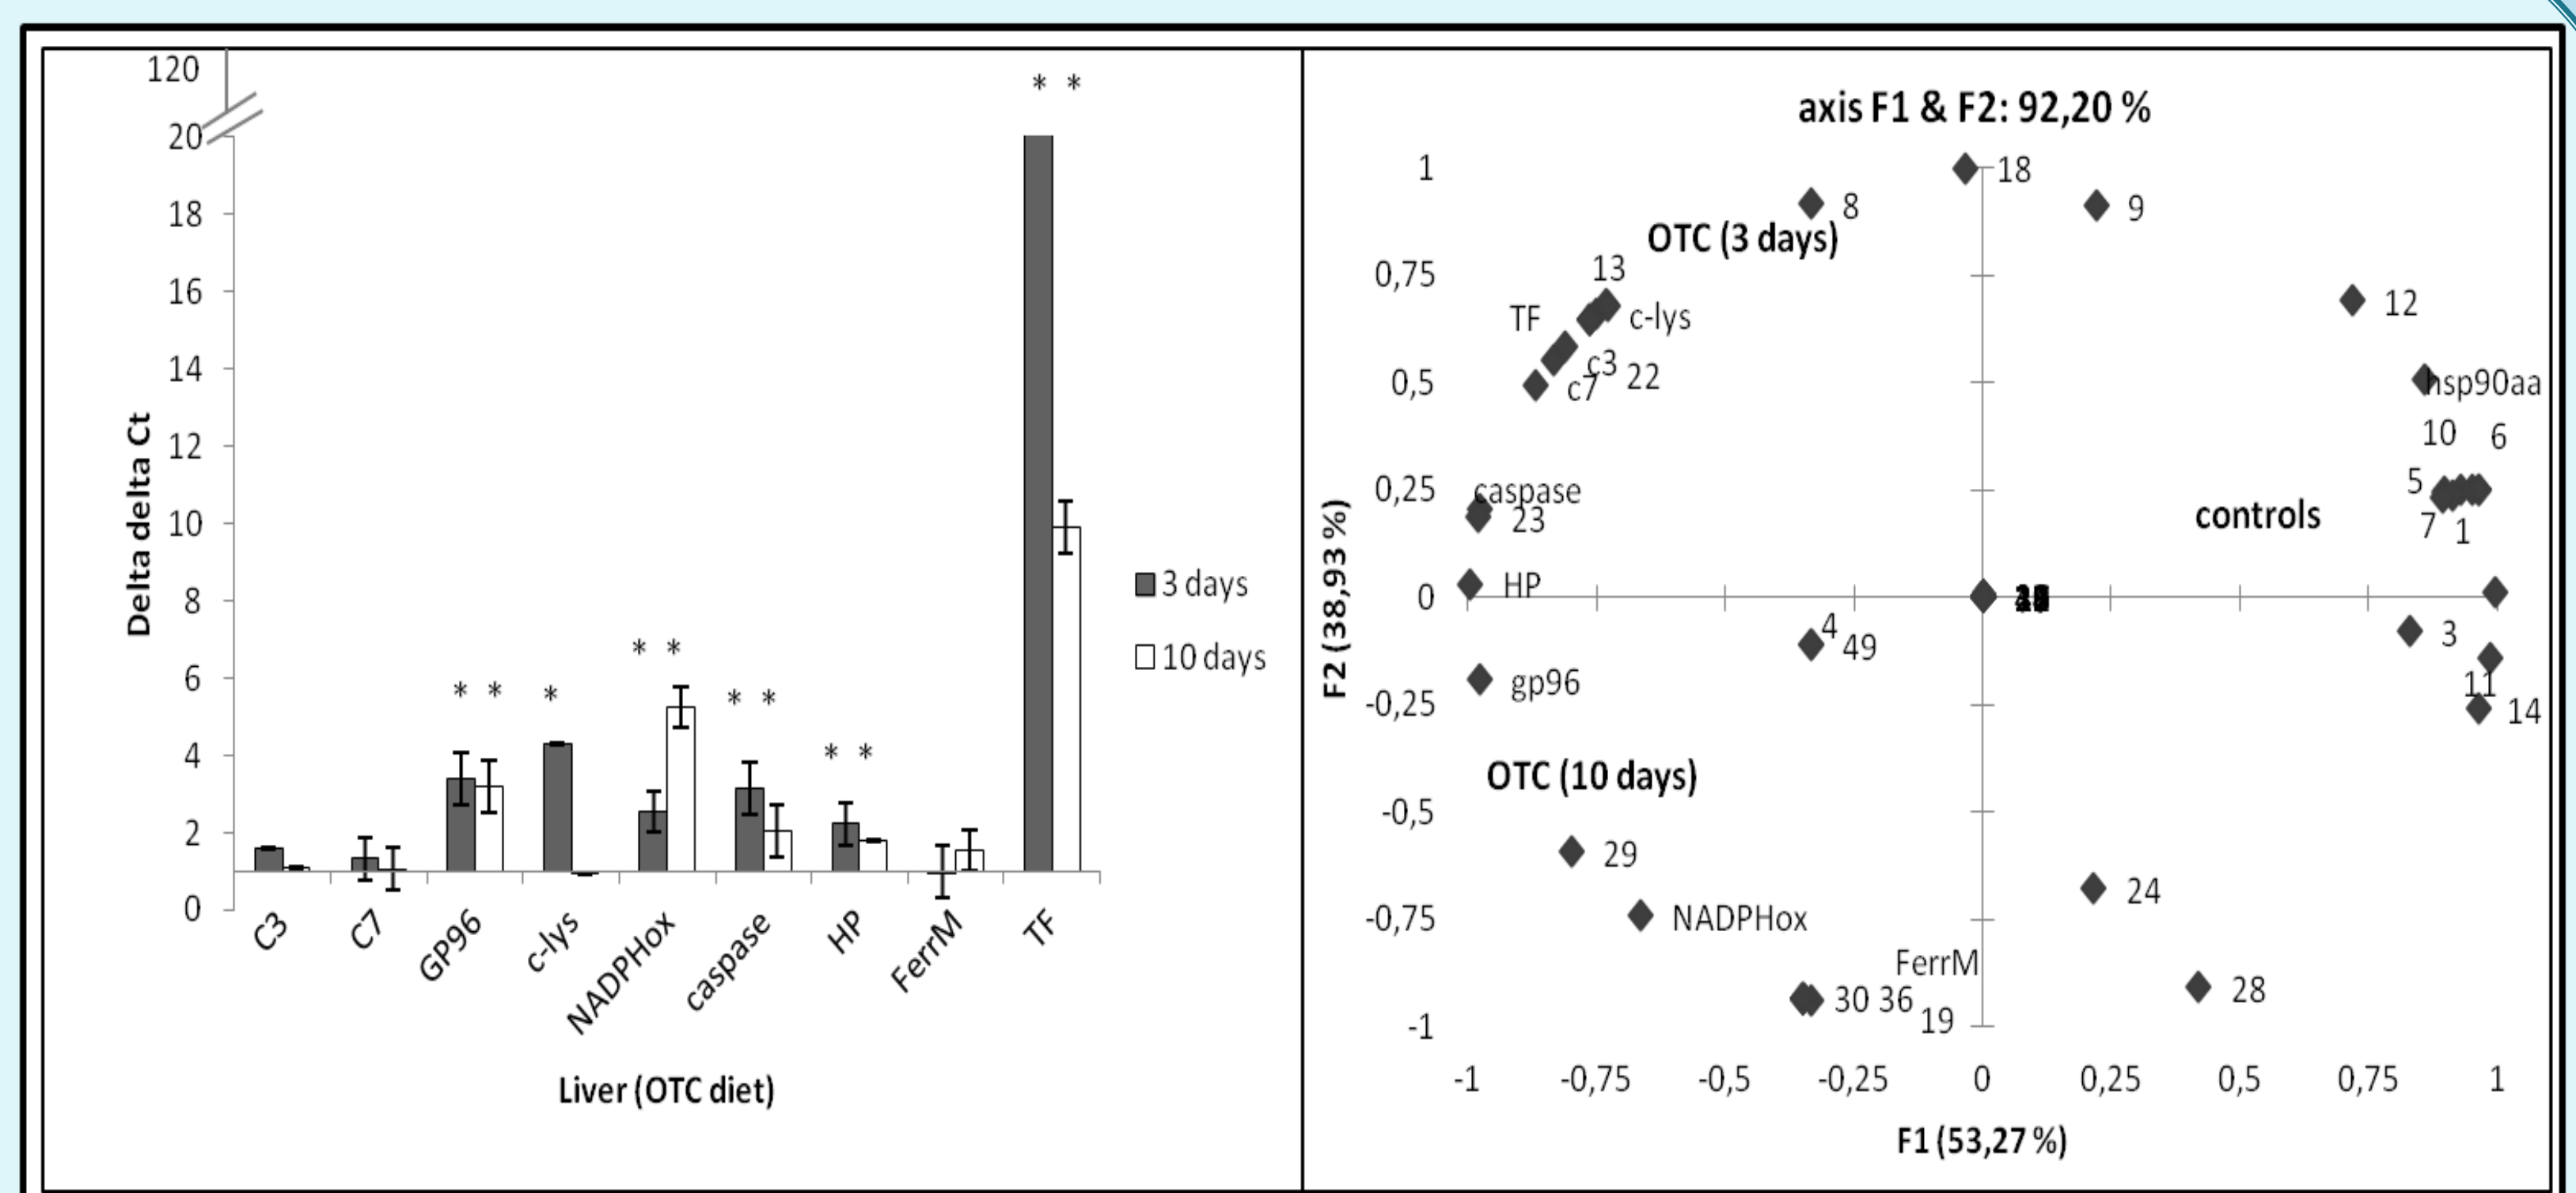 120
20
18
16
14
12
10
8
6
4
2
0
Delta delta Ct
* *
* *
*
* *
* *
* *
3 days
10 days
C3
C7
GP96
c-lys
NADPHox
caspase
HP
FerrM
TF
Liver (OTC diet)
axis F1 & F2: 92,20 %
1
0,75
0,5
0,25
0
-0,25
-0,5
-0,75
-1
F2 (38,93 %)
18
8
9
OTC (3 days)
13
TF
c-lys
12
c3
22
c7
hsp90aa
10
6
caspase
5
23
controls
7
1
HP
4
49
3
gp96
11
14
OTC (10 days)
29
24
NADPHox
FerrM
30 36
28
19
-1
-0,75
-0,5
-0,25
0
0,25
0,5
0,75
1
F1 (53,27 %)